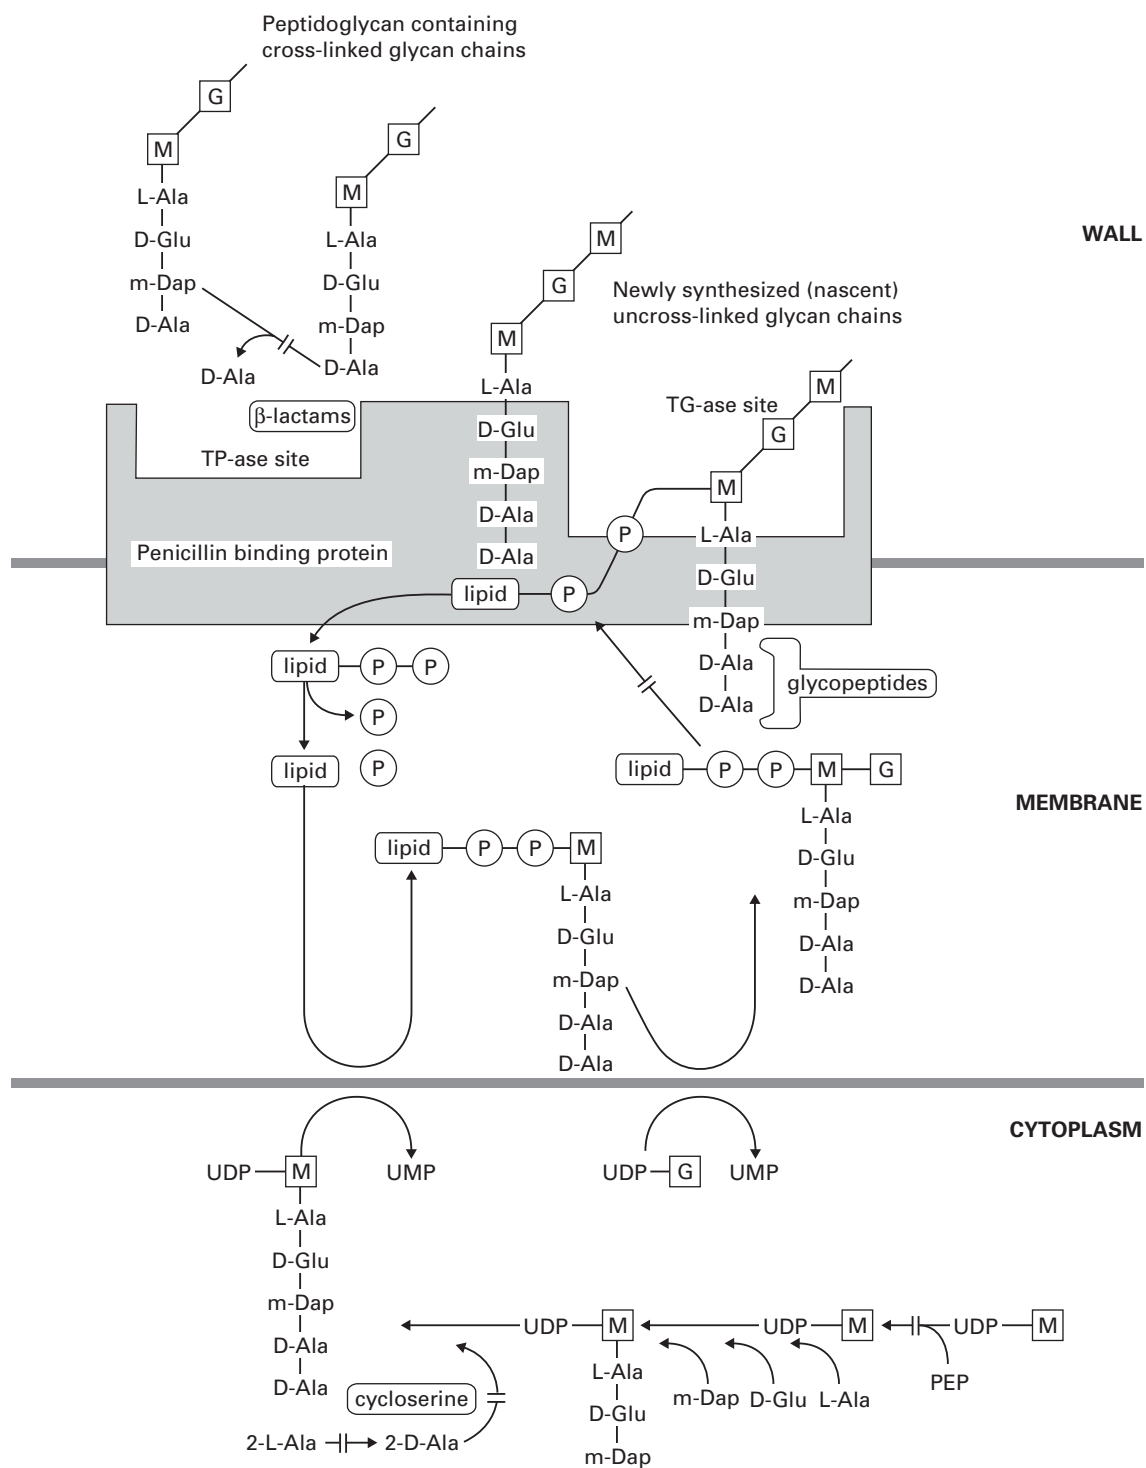 Peptidoglycan containing
cross-linked glycan chains
G
M
L-Ala
D-Glu
m-Dap
D-Ala
D-Ala
G
M
L-Ala
D-Glu
m-Dap
D-Ala
WALL
M
G
M
L-Ala
D-Glu
m-Dap
D-Ala
D-Ala
Newly synthesized (nascent)
uncross-linked glycan chains
β-lactams
TP-ase site
TG-ase site
M
G
M
P
L-Ala
D-Glu
m-Dap
D-Ala
D-Ala
glycopeptides
Penicillin binding protein
lipid P
lipid P P
P
lipid P
lipid P P M G
L-Ala
D-Glu
m-Dap
D-Ala
D-Ala
MEMBRANE
lipid P P M
L-Ala
D-Glu
m-Dap
D-Ala
D-Ala
CYTOPLASM
UDP M UMP
L-Ala
D-Glu
m-Dap
D-Ala
D-Ala
UDP G UMP
UDP M UDP M UDP M
L-Ala
D-Glu
m-Dap
m-Dap D-Glu L-Ala PEP
cycloserine
2-L-Ala 2-D-Ala